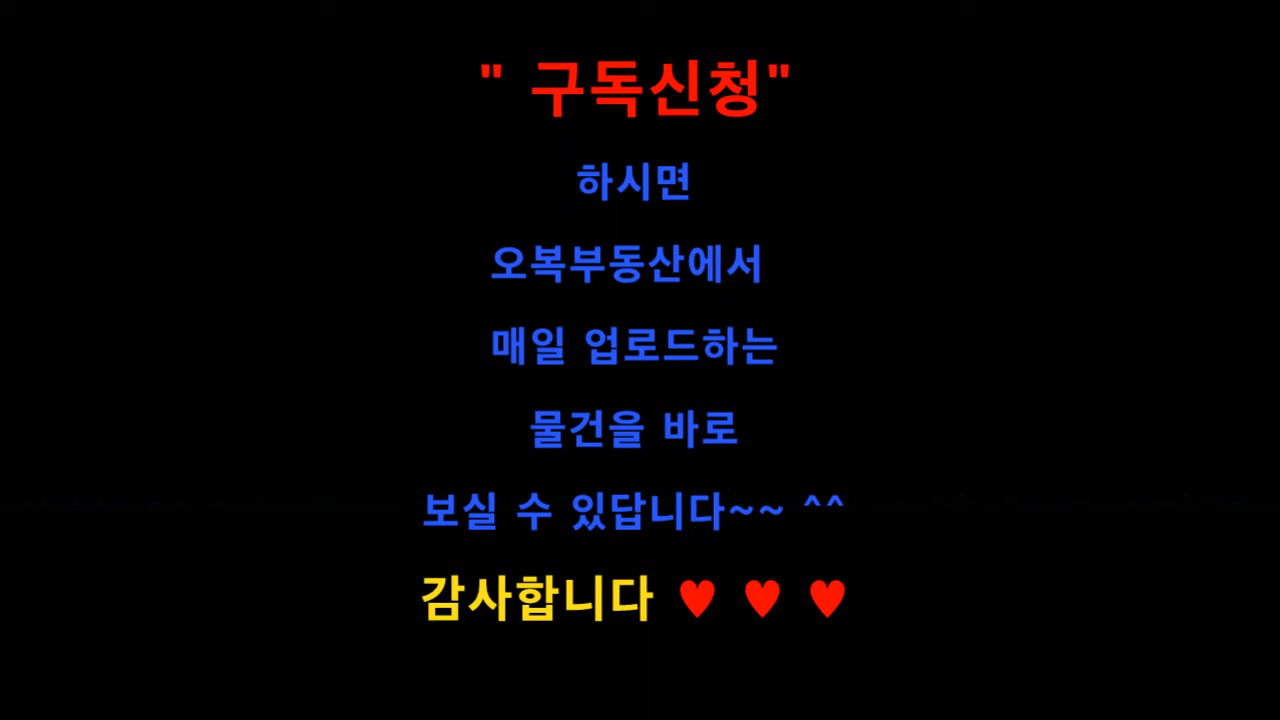 " 구독신청"
하시면
오복부동산에서
매일 업로드하는
물건을 바로
보실 수 있답니다~~ ^^
감사합니다 ♥ ♥ ♥